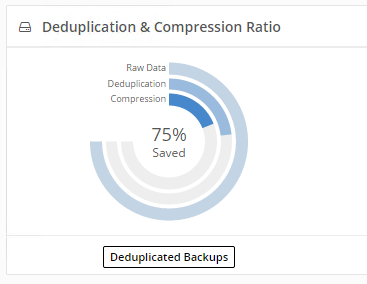 Deduplication & Compression Ratio
Raw Data
Deduplication
Compression
75%
Saved
Deduplicated Backups